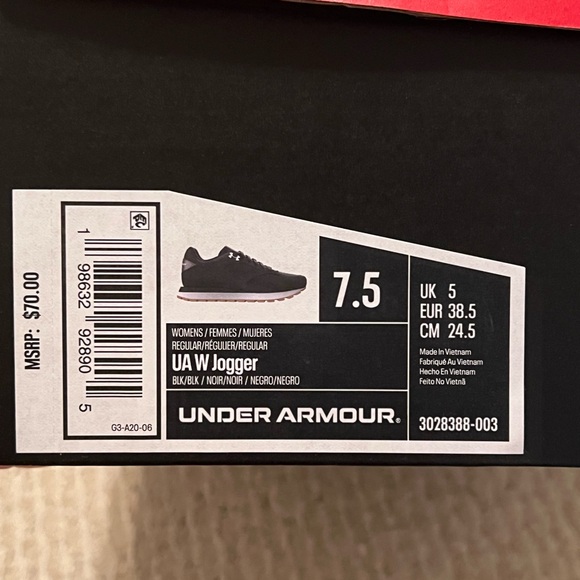 MSRP: $70.00
1 98632 92890 5
G3-A20-06
WOMENS / FEMMES / MUJERES
REGULAR/RÉGULIER/REGULAR
UA W Jogger
BLK/BLK / NOIR/NOIR / NEGRO/NEGRO
UNDER ARMOUR®
7.5
UK 5
EUR 38.5
CM 24.5
Made in Vietnam
Fabriqué Au Vietnam
Hecho En Vietnam
Feito No Vietnã
3028388-003